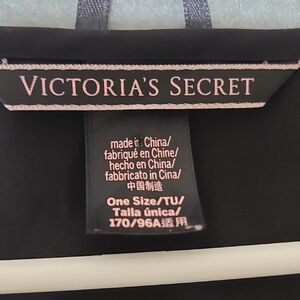 VICTORIA'S SECRET
made in China/
fabriqué en Chine/
hecho en China/
fabbricato in Cina/
中国制造
One Size/TU/
Talla única/
170/96A适用